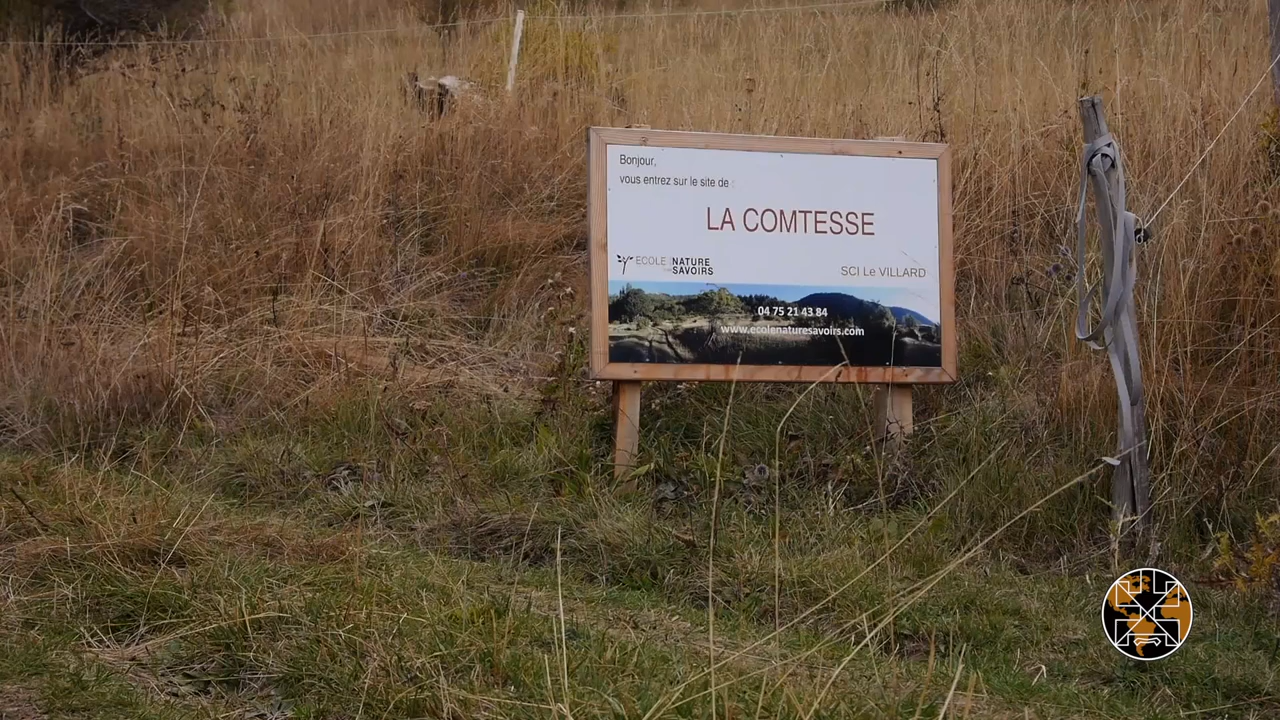 Bonjour,
vous entrez sur le site de :
LA COMTESSE
ECOLE NATURE
SAVOIRS
SCI Le VILLARD
04 75 21 43 84
www.ecolenaturesavoirs.com